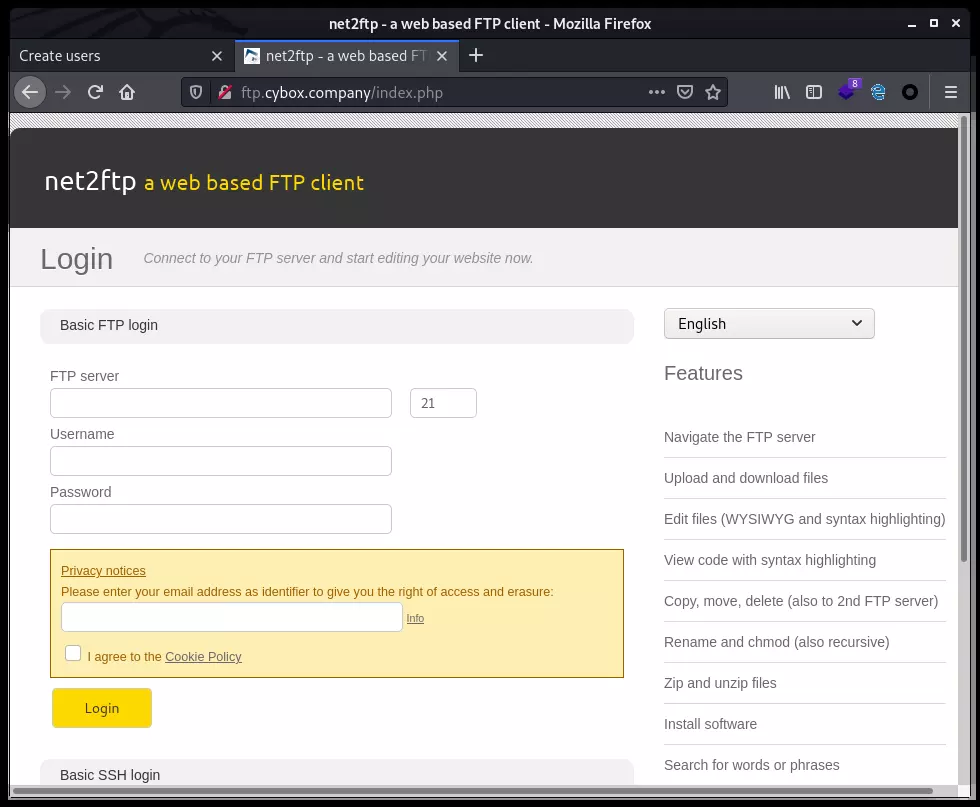 net2ftp - a web based FTP client - Mozilla Firefox
Create users
net2ftp - a web based FT
ftp.cybox.company/index.php
8
net2ftp a web based FTP client
Login
Connect to your FTP server and start editing your website now.
Basic FTP login
FTP server
21
Username
Password
Privacy notices
Please enter your email address as identifier to give you the right of access and erasure:
Info
I agree to the Cookie Policy
Login
Basic SSH login
English
Features
Navigate the FTP server
Upload and download files
Edit files (WYSIWYG and syntax highlighting)
View code with syntax highlighting
Copy, move, delete (also to 2nd FTP server)
Rename and chmod (also recursive)
Zip and unzip files
Install software
Search for words or phrases